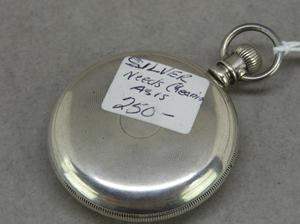 SILVER
Needs Cleaning
As is
250-